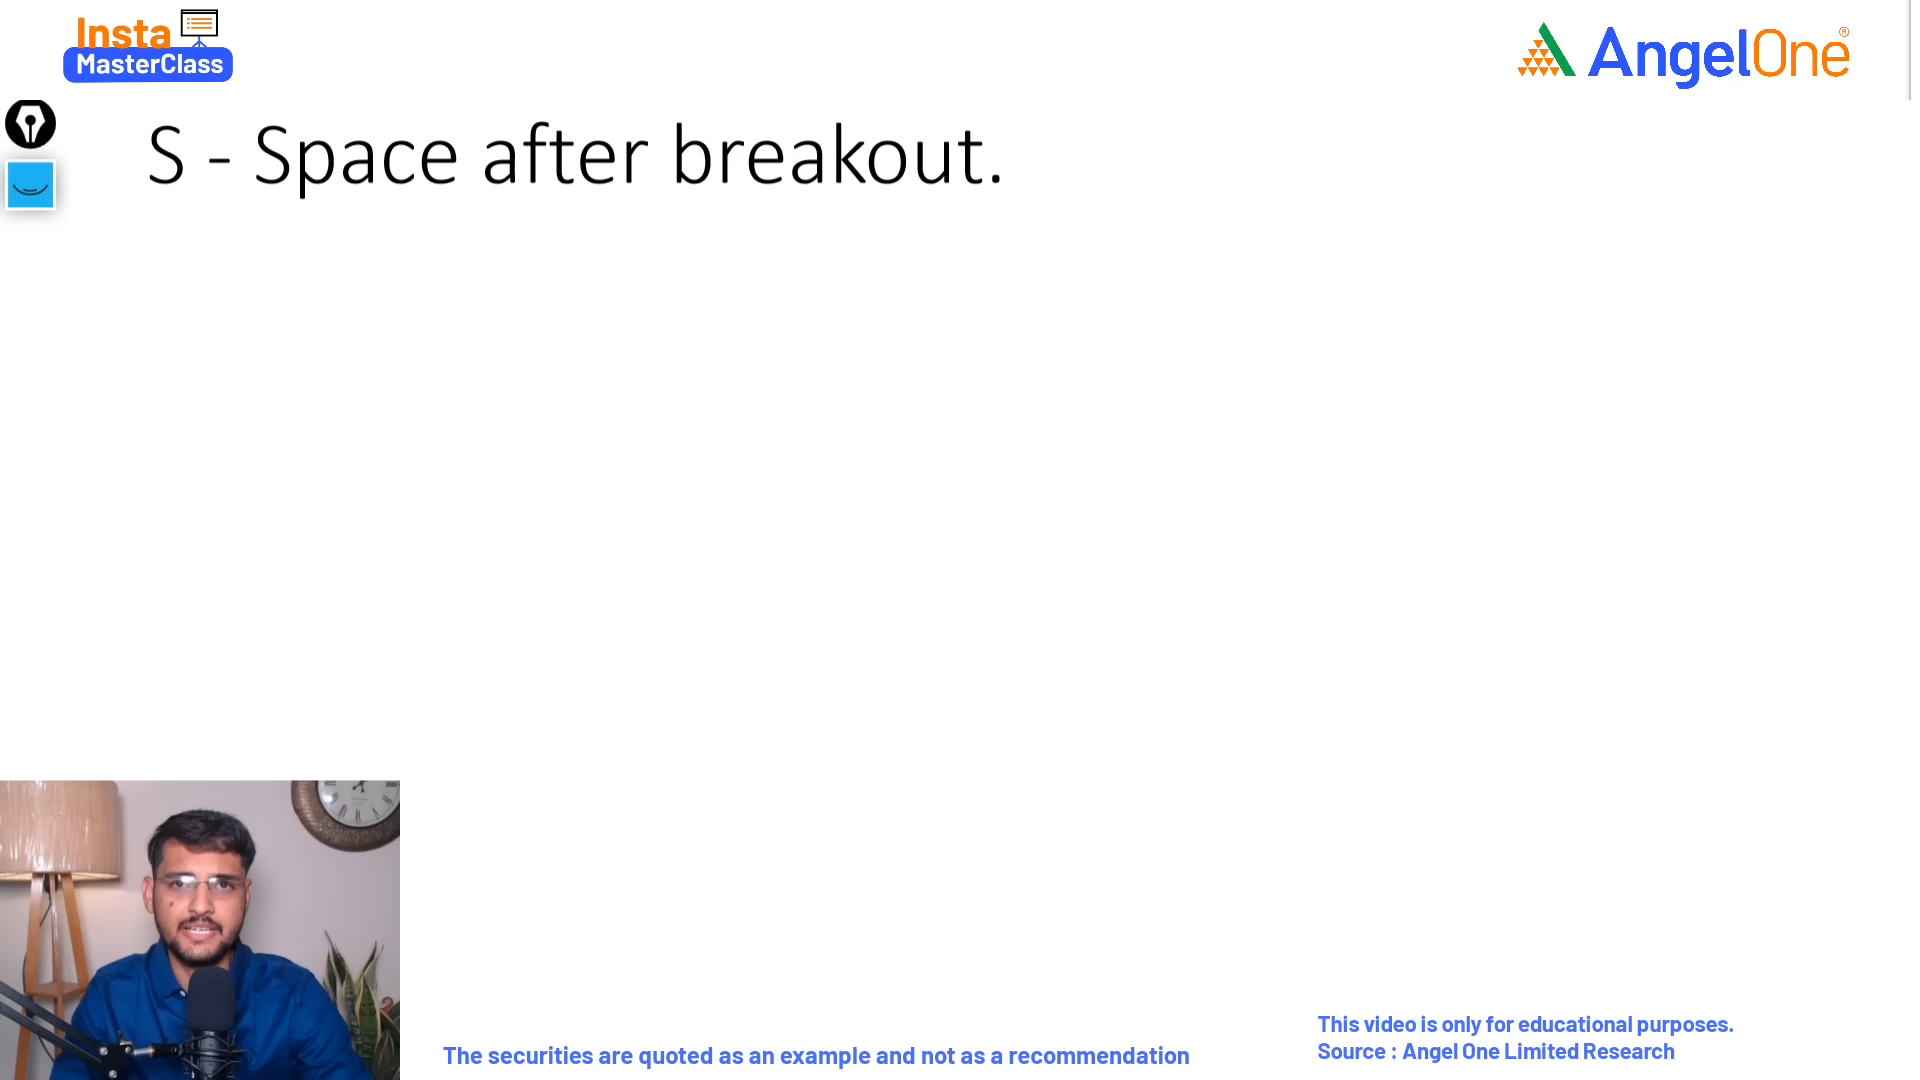 Insta
MasterClass
AngelOne
S - Space after breakout.
This video is only for educational purposes.
Source : Angel One Limited Research
The securities are quoted as an example and not as a recommendation